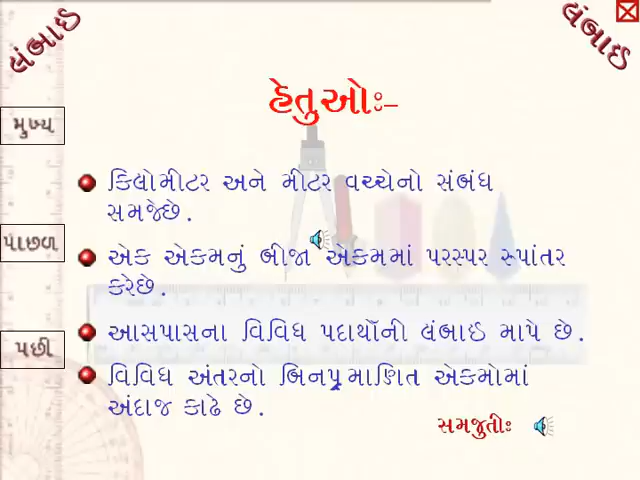 લંબાઈ
લંબાઈ
હેતુઓઃ–
મુખ્ય
કિલોમીટર અને મીટર વચ્ચેનો સંબંધ
સમજેછે.
પાછળ
એક એકમનું બીજા એકમમાં પરસ્પર રૂપાંતર
કરેછે.
આસપાસના વિવિધ પદાર્થોની લંબાઈ માપે છે.
પછી
વિવિધ અંતરનો બિનપ્રમાણિત એકમોમાં
અંદાજ કાઢે છે.
સમજુતીઃ